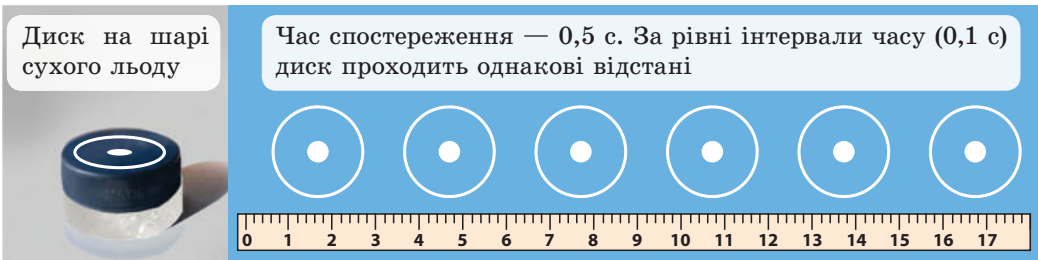 Диск на шарі
сухого льоду
Час спостереження — 0,5 с. За рівні інтервали часу (0,1 с)
диск проходить однакові відстані
0 1 2 3 4 5 6 7 8 9 10 11 12 13 14 15 16 17